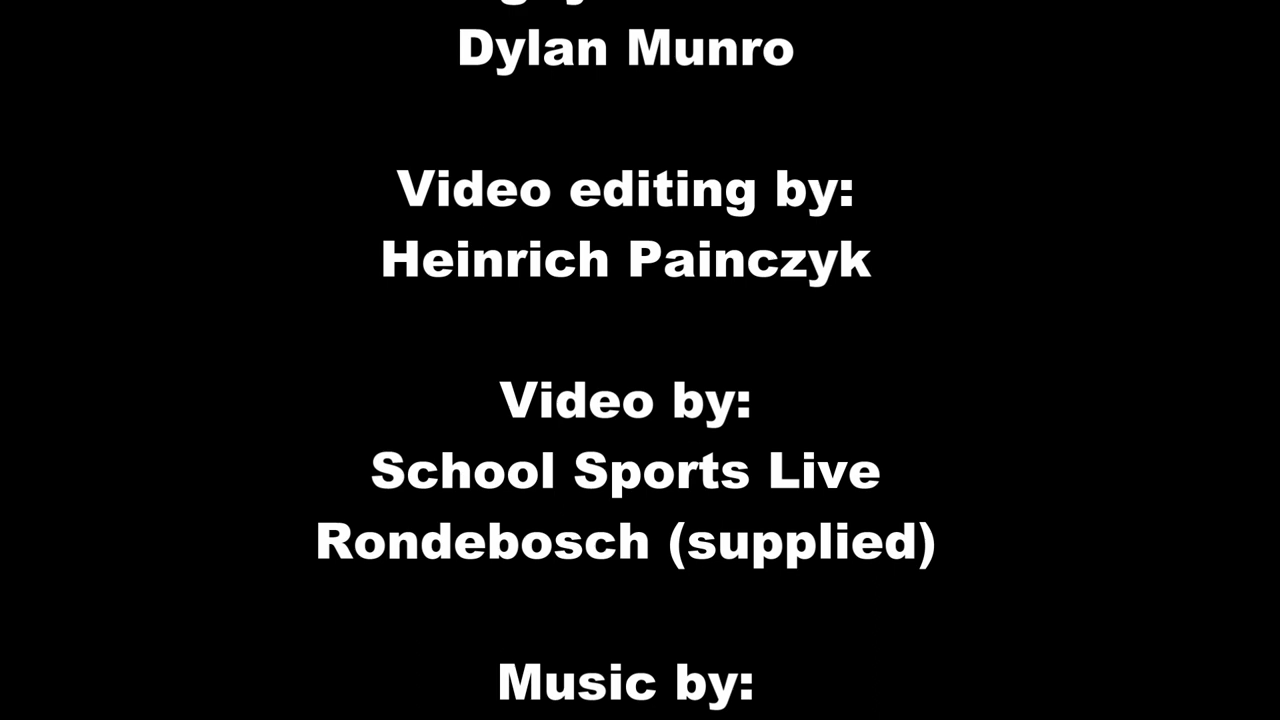 Dylan Munro
Video editing by:
Heinrich Painczyk
Video by:
School Sports Live
Rondebosch (supplied)
Music by: